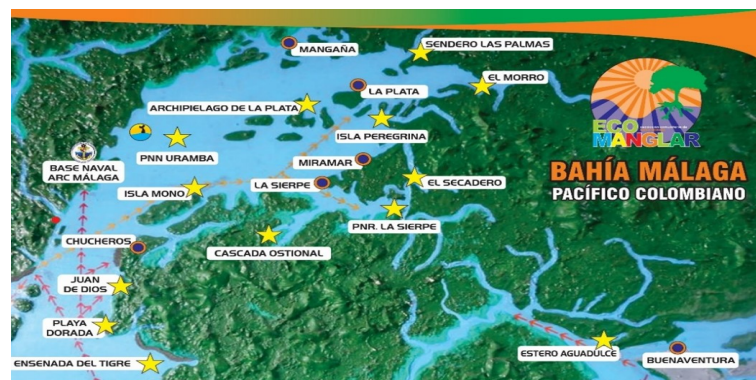 MANGAÑA
SENDERO LAS PALMAS
LA PLATA
EL MORRO
ARCHIPIELAGO DE LA PLATA
ISLA PEREGRINA
ECO
MANGLAR
PNN URAMBA
BASE NAVAL
ARC MÁLAGA
MIRAMAR
ISLA MONO
LA SIERPE
EL SECADERO
BAHÍA MÁLAGA
PACÍFICO COLOMBIANO
PNR. LA SIERPE
CHUCHEROS
CASCADA OSTIONAL
JUAN
DE DIOS
PLAYA
DORADA
ESTERO AGUADULCE
BUENAVENTURA
ENSENADA DEL TIGRE